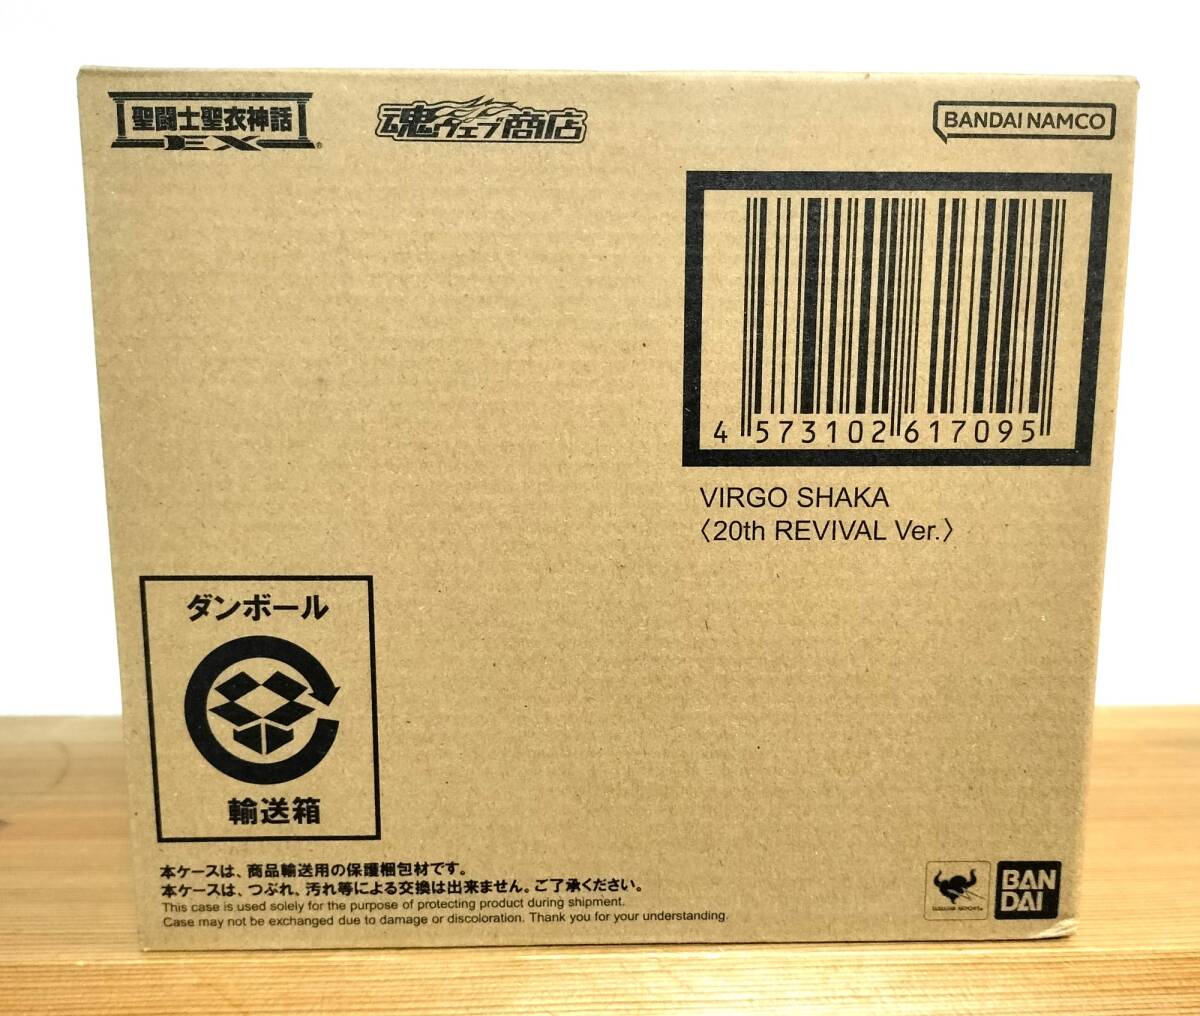 聖闘士聖衣神話
EX
魂ウェブ商店
BANDAI NAMCO
4 573102 617095
VIRGO SHAKA
〈20th REVIVAL Ver.〉
ダンボール
輸送箱
本ケースは、商品輸送用の保護梱包材です。
本ケースは、つぶれ、汚れ等による交換は出来ません。ご了承ください。
This case is used solely for the purpose of protecting product during shipment.
Case may not be exchanged due to damage or discoloration. Thank you for your understanding.
BAN
DAI